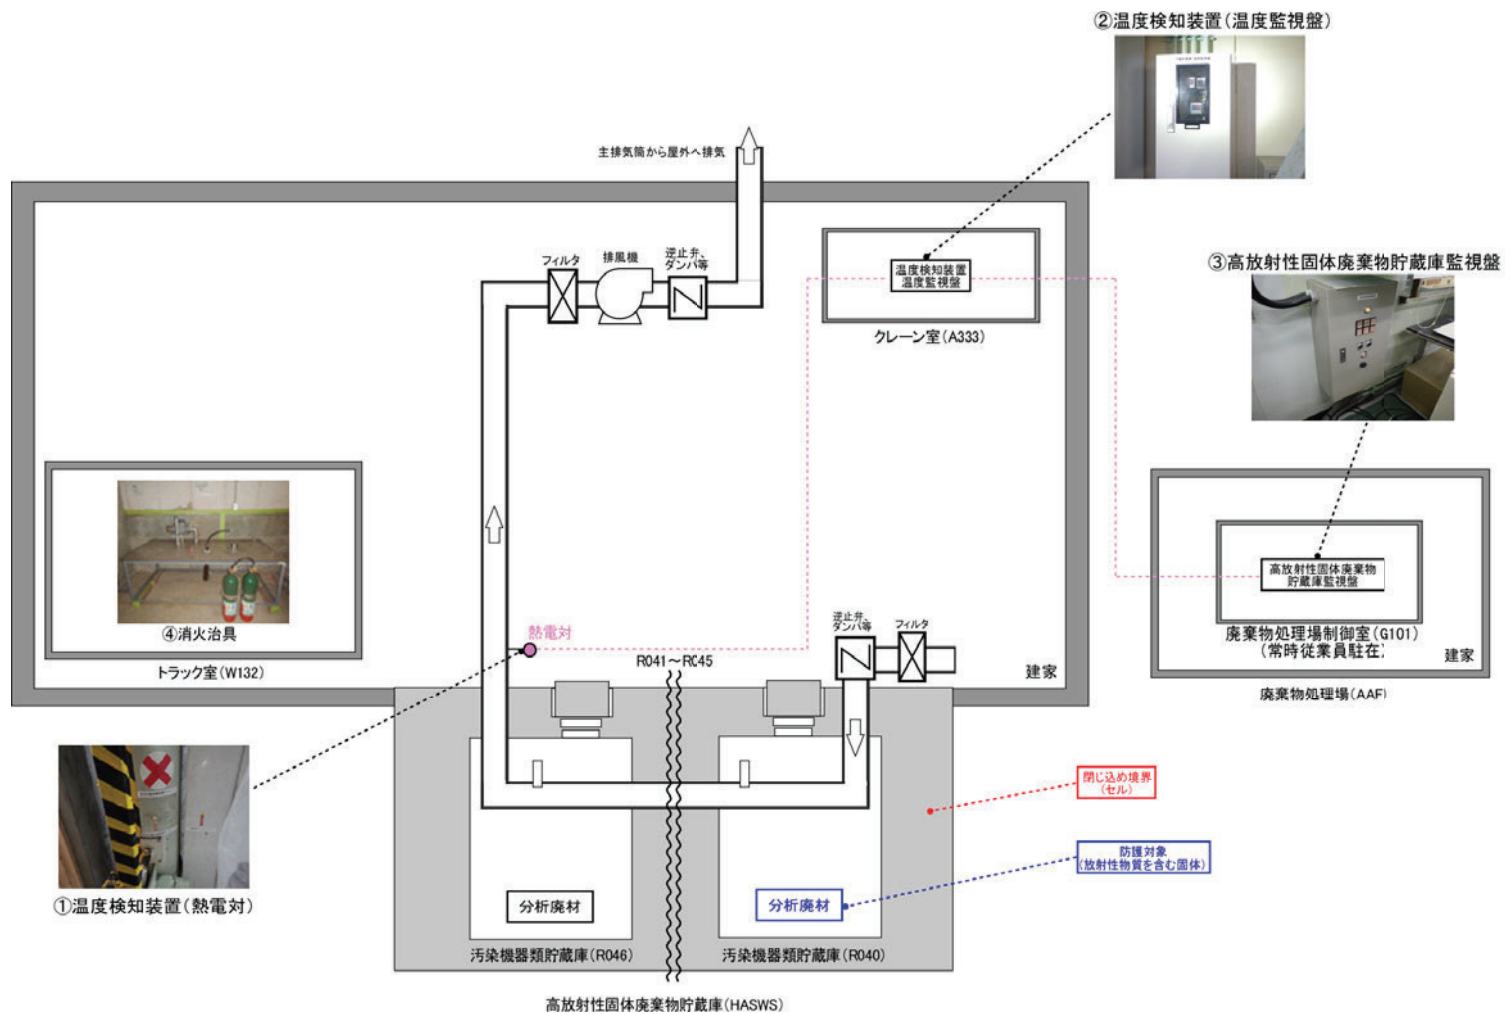 ②温度検知装置(温度監視盤)
主排気筒から屋外へ排気
フィルタ
排風機
逆止弁、
ダンパ等
温度検知装置
温度監視盤
クレーン室(A333)
③高放射性固体廃棄物貯蔵庫監視盤
高放射性固体廃棄物
貯蔵庫監視盤
廃棄物処理場制御室(G101)
(常時従業員駐在)
建家
廃棄物処理場(AAF)
④消火治具
トラック室(W132)
熱電対
R041~R045
逆止弁、
ダンパ等
フィルタ
建家
①温度検知装置(熱電対)
閉じ込め境界
(セル)
防護対象
(放射性物質を含む固体)
分析廃材
分析廃材
汚染機器類貯蔵庫(R046)
汚染機器類貯蔵庫(R040)
高放射性固体廃棄物貯蔵庫(HASWS)